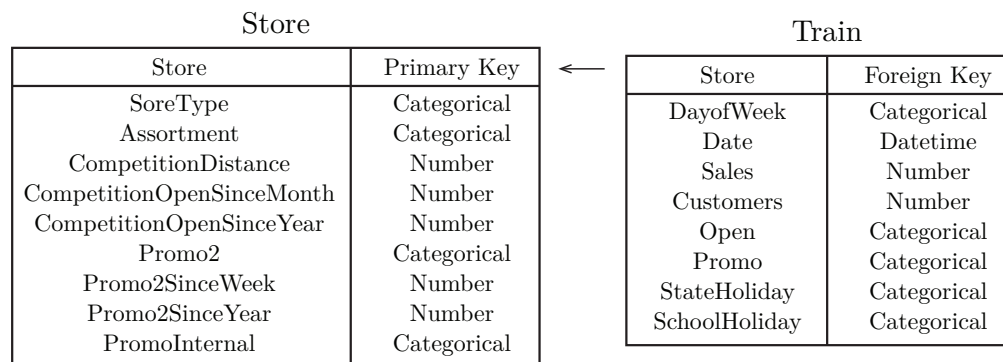 Store
Store Primary Key
SoreType Categorical
Assortment Categorical
CompetitionDistance Number
CompetitionOpenSinceMonth Number
CompetitionOpenSinceYear Number
Promo2 Categorical
Promo2SinceWeek Number
Promo2SinceYear Number
PromoInternal Categorical
Train
Store Foreign Key
DayofWeek Categorical
Date Datetime
Sales Number
Customers Number
Open Categorical
Promo Categorical
StateHoliday Categorical
SchoolHoliday Categorical